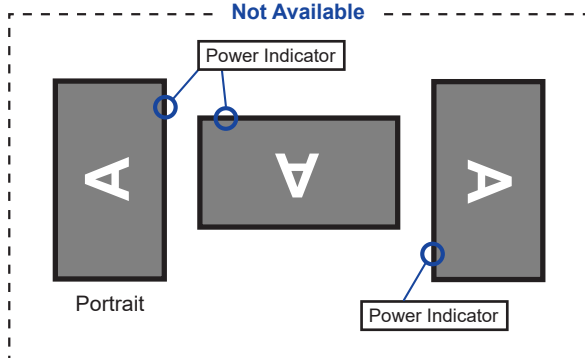 Not Available
Power Indicator
A
A
A
Portrait
Power Indicator